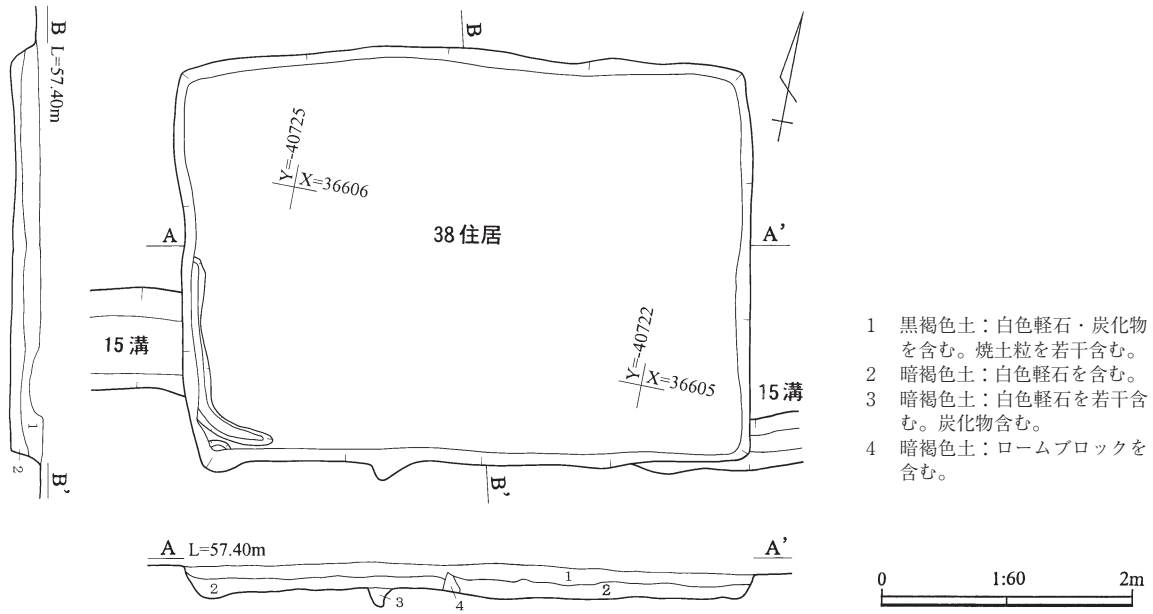 B
L=57.40m
1
2
B'
B
Y=-40725
X=36606
A
38住居
A'
Y=-40722
X=36605
15溝
15溝
B'
A L=57.40m
A'
1
2
2
3
4
1 黒褐色土：白色軽石・炭化物
を含む。焼土粒を若干含む。
2 暗褐色土：白色軽石を含む。
3 暗褐色土：白色軽石を若干含
む。炭化物含む。
4 暗褐色土：ロームブロックを
含む。
0 1:60 2m